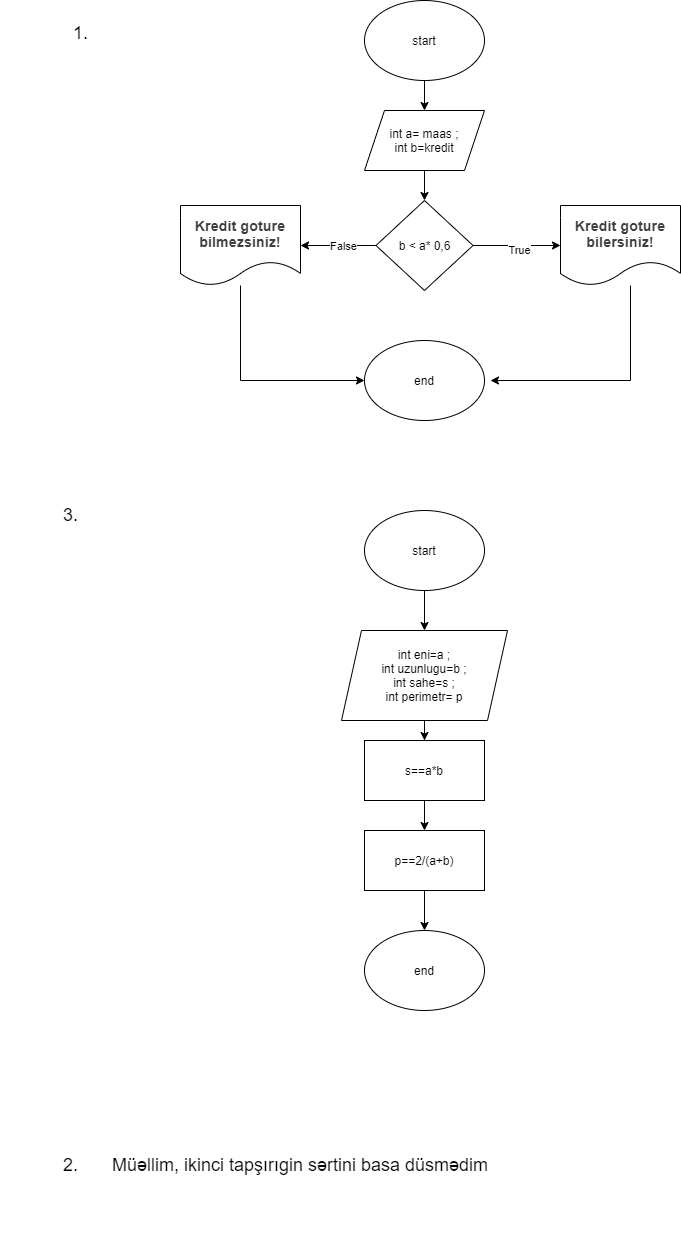 1.
start
int a= maas ;
int b=kredit
Kredit goture
bilmezsiniz!
False
b < a* 0,6
True
Kredit goture
bilersiniz!
end
3.
start
int eni=a ;
int uzunlugu=b ;
int sahe=s ;
int perimetr= p
s==a*b
p==2/(a+b)
end
2. Müəllim, ikinci tapşırıgin sərtini basa düsmədim